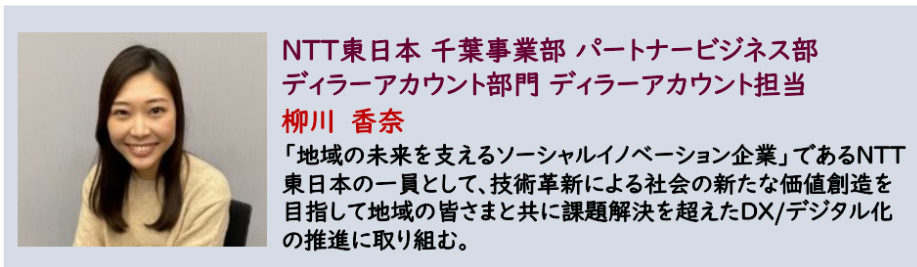 NTT東日本 千葉事業部 パートナービジネス部
ディラーアカウント部門 ディラーアカウント担当
柳川 香奈
「地域の未来を支えるソーシャルイノベーション企業」であるNTT
東日本の一員として、技術革新による社会の新たな価値創造を
目指して地域の皆さまと共に課題解決を超えたDX/デジタル化
の推進に取り組む。